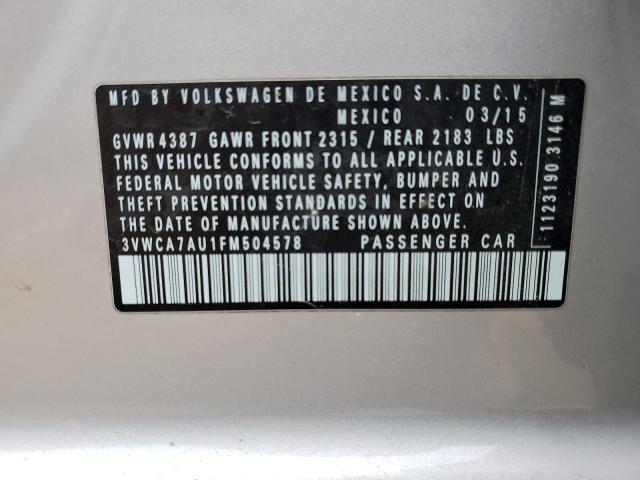 MFD BY VOLKSWAGEN DE MEXICO S.A. DE C.V.
MEXICO 03/15
GVWR 4387 GAWR FRONT 2315 / REAR 2183 LBS
THIS VEHICLE CONFORMS TO ALL APPLICABLE U.S.
FEDERAL MOTOR VEHICLE SAFETY, BUMPER AND
THEFT PREVENTION STANDARDS IN EFFECT ON
THE DATE OF MANUFACTURE SHOWN ABOVE.
3VWCA7AU1FM504578 PASSENGER CAR
1123190 3146 M